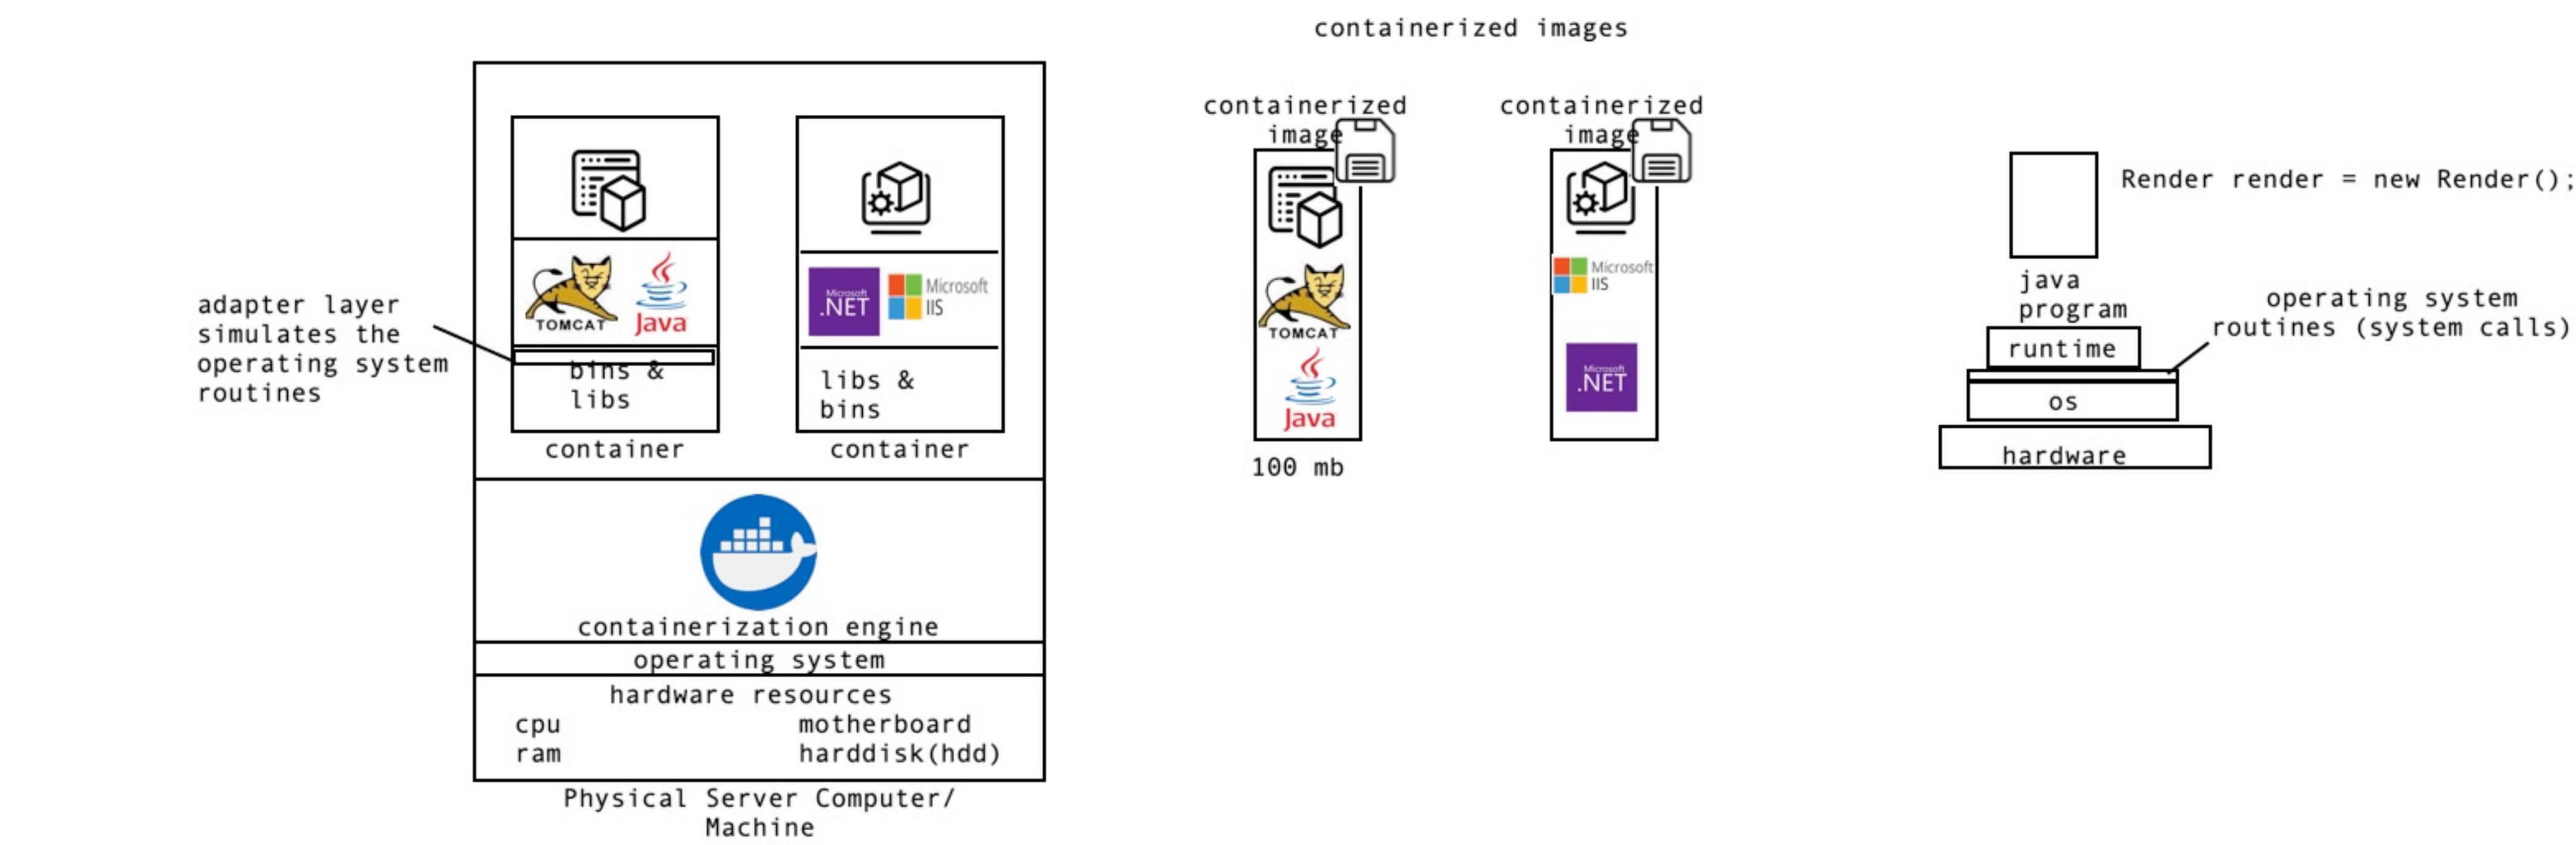 containerized images
containerized
image
containerized
image
TOMCAT
Java
Microsoft
.NET
Microsoft
IIS
adapter layer
simulates the
operating system
routines
bins &
libs
libs &
bins
container
container
containerization engine
operating system
hardware resources
cpu
motherboard
ram
harddisk(hdd)
Physical Server Computer/
Machine
TOMCAT
Java
100 mb
Microsoft
IIS
Microsoft
.NET
Render render = new Render();
java
program
operating system
routines (system calls)
runtime
os
hardware